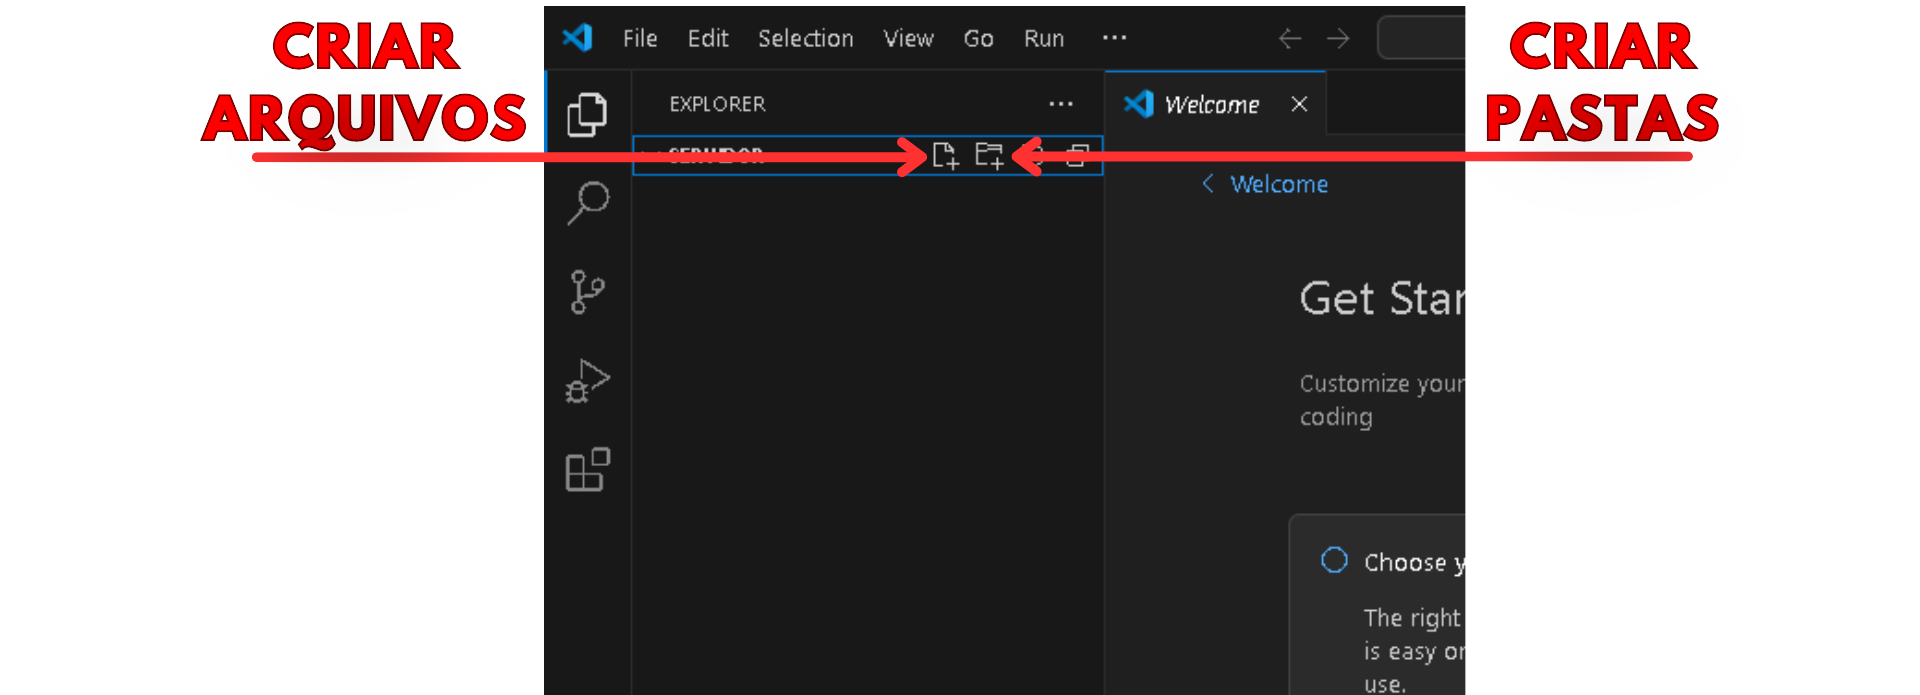 CRIAR
ARQUIVOS
CRIAR
PASTAS
File Edit Selection View Go Run ···
EXPLORER ···
Welcome
SERVIDOR
Welcome
Get Star
Customize your
coding
Choose y
The right
is easy or
use.